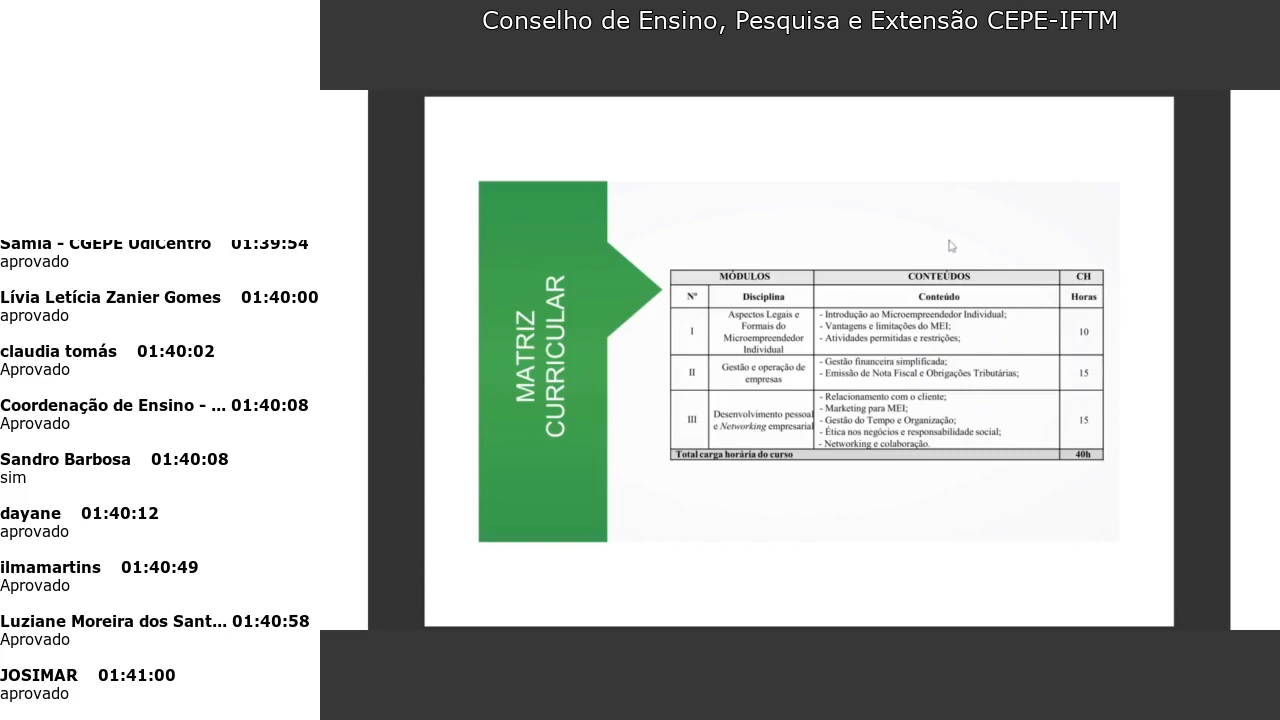 Conselho de Ensino, Pesquisa e Extensão CEPE-IFTM
Samia - CGEPE UdiCentro 01:39:54
aprovado
Lívia Letícia Zanier Gomes 01:40:00
aprovado
claudia tomás 01:40:02
Aprovado
Coordenação de Ensino - ... 01:40:08
Aprovado
Sandro Barbosa 01:40:08
sim
dayane 01:40:12
aprovado
ilmamartins 01:40:49
Aprovado
Luziane Moreira dos Sant... 01:40:58
Aprovado
JOSIMAR 01:41:00
aprovado
MATRIZ
CURRICULAR
MÓDULOS CONTEÚDOS CH
Nº Disciplina Conteúdo Horas
I
Aspectos Legais e
Formais do
Microempreendedor
Individual
- Introdução ao Microempreendedor Individual;
- Vantagens e limitações do MEI;
- Atividades permitidas e restrições;
10
II
Gestão e operação de
empresas
- Gestão financeira simplificada;
- Emissão de Nota Fiscal e Obrigações Tributárias;
15
III
Desenvolvimento pessoal
e Networking empresarial
- Relacionamento com o cliente;
- Marketing para MEI;
- Gestão do Tempo e Organização;
- Ética nos negócios e responsabilidade social;
- Networking e colaboração.
15
Total carga horária do curso 40h